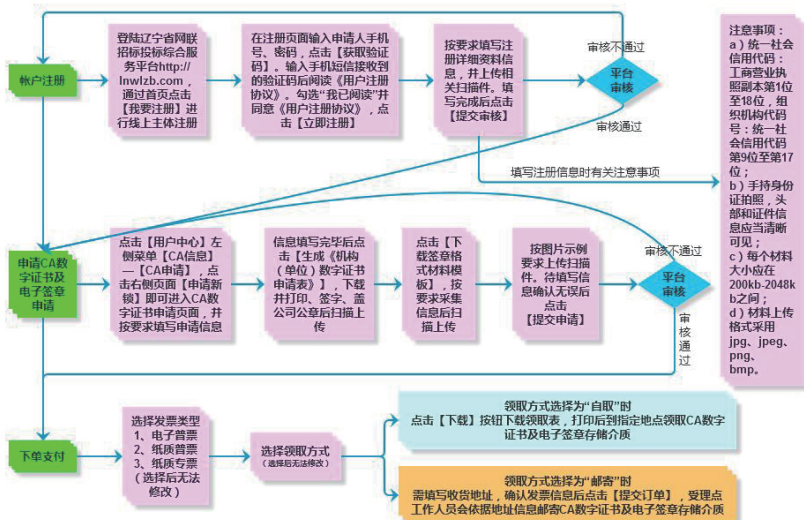 帐户注册
登陆辽宁省网联
招标投标综合服
务平台http://
lnwlzb.com，
通过首页点击
【我要注册】进
行线上主体注册
在注册页面输入申请人手机
号、密码，点击【获取验证
码】。输入手机短信接收到
的验证码后阅读《用户注册
协议》。勾选“我已阅读”并
同意《用户注册协议》，点
击【立即注册】
按要求填写注
册详细资料信
息，并上传相
关扫描件。填
写完成后点击
【提交审核】
审核不通过
平台
审核
审核通过
填写注册信息时有关注意事项
注意事项：
a）统一社
会信用代码：
工商营业执
照副本第1位
至18位，组
织机构代码
号：统一社
会信用代码
第9位至第17
位；
b）手持身份
证拍照，头
部和证件信
息应当清晰
可见；
c）每个材料
大小应在
200kb-2048k
b之间；
d）材料上传
格式采用
jpg、jpeg、
png、
bmp。
申请CA数
字证书及
电子签章
申请
点击【用户中心】左
侧菜单【CA信息】
—【CA申请】，点
击右侧页面【申请新
锁】即可进入CA数
字证书申请页面，并
按要求填写申请信息
信息填写完毕后点
击【生成《机构
（单位）数字证书
申请表》】，下载
并打印、签字、盖
公司公章后扫描上
传
点击【下
载签章格
式材料模
板】，按
要求采集
信息后扫
描上传
按图片示例
要求上传扫描
件。待填写信
息确认无误后
点击
【提交申请】
审核不通过
平台
审核
审
核
通
过
下单支付
选择发票类型
1、电子普票
2、纸质普票
3、纸质专票
（选择后无法
修改）
选择领取方式
（选择后无法修改）
领取方式选择为“自取”时
点击【下载】按钮下载领取表，打印后到指定地点领取CA数字
证书及电子签章存储介质
领取方式选择为“邮寄”时
需填写收货地址，确认发票信息后点击【提交订单】，受理点
工作人员会依据地址信息邮寄CA数字证书及电子签章存储介质